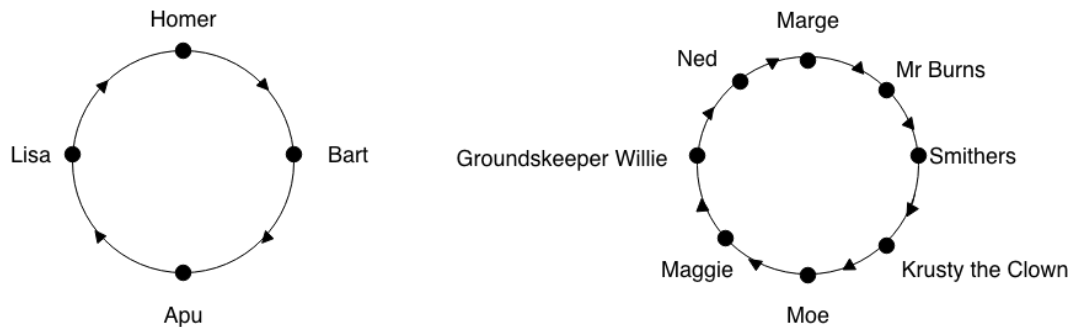 Homer
Lisa
Bart
Apu
Marge
Ned
Mr Burns
Groundskeeper Willie
Smithers
Maggie
Krusty the Clown
Moe